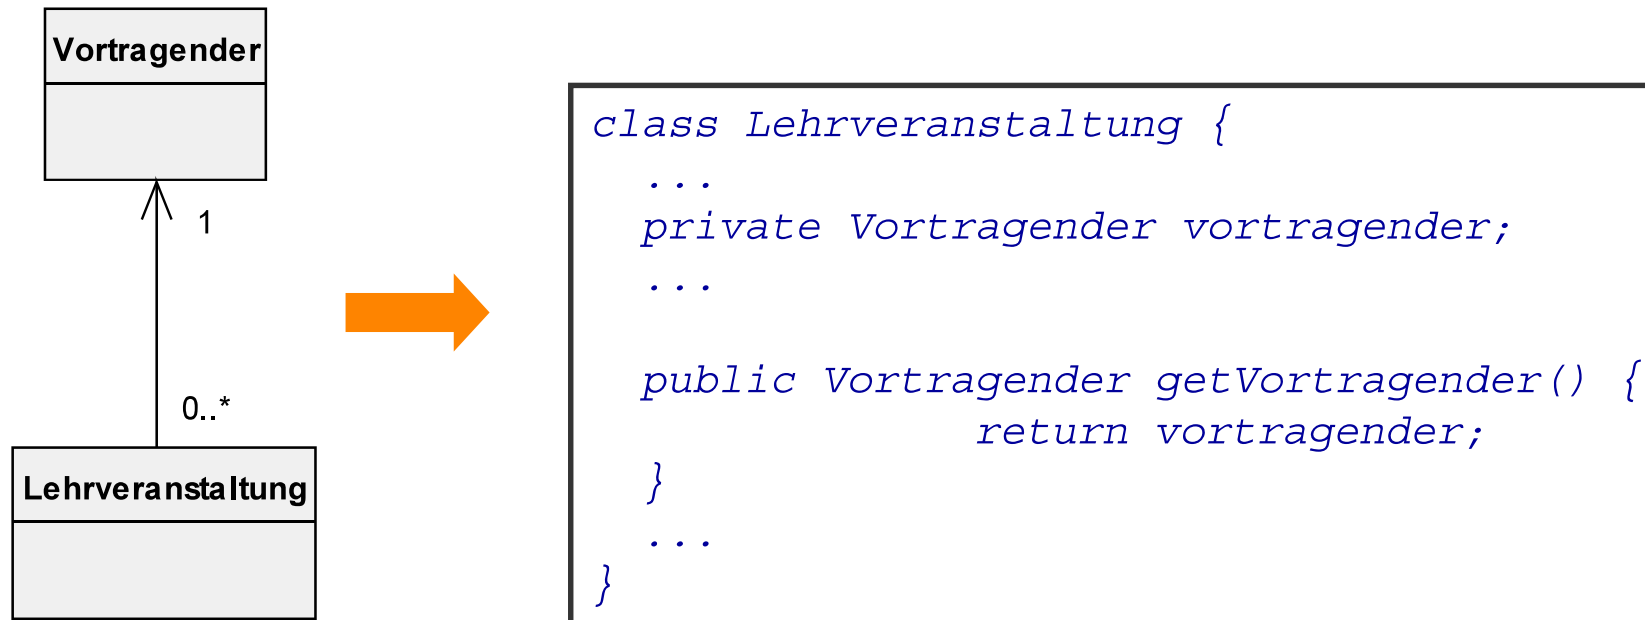 Vortragender
1
0..*
Lehrveranstaltung
class Lehrveranstaltung {
...
private Vortragender vortragender;
...
public Vortragender getVortragender() {
return vortragender;
}
...
}